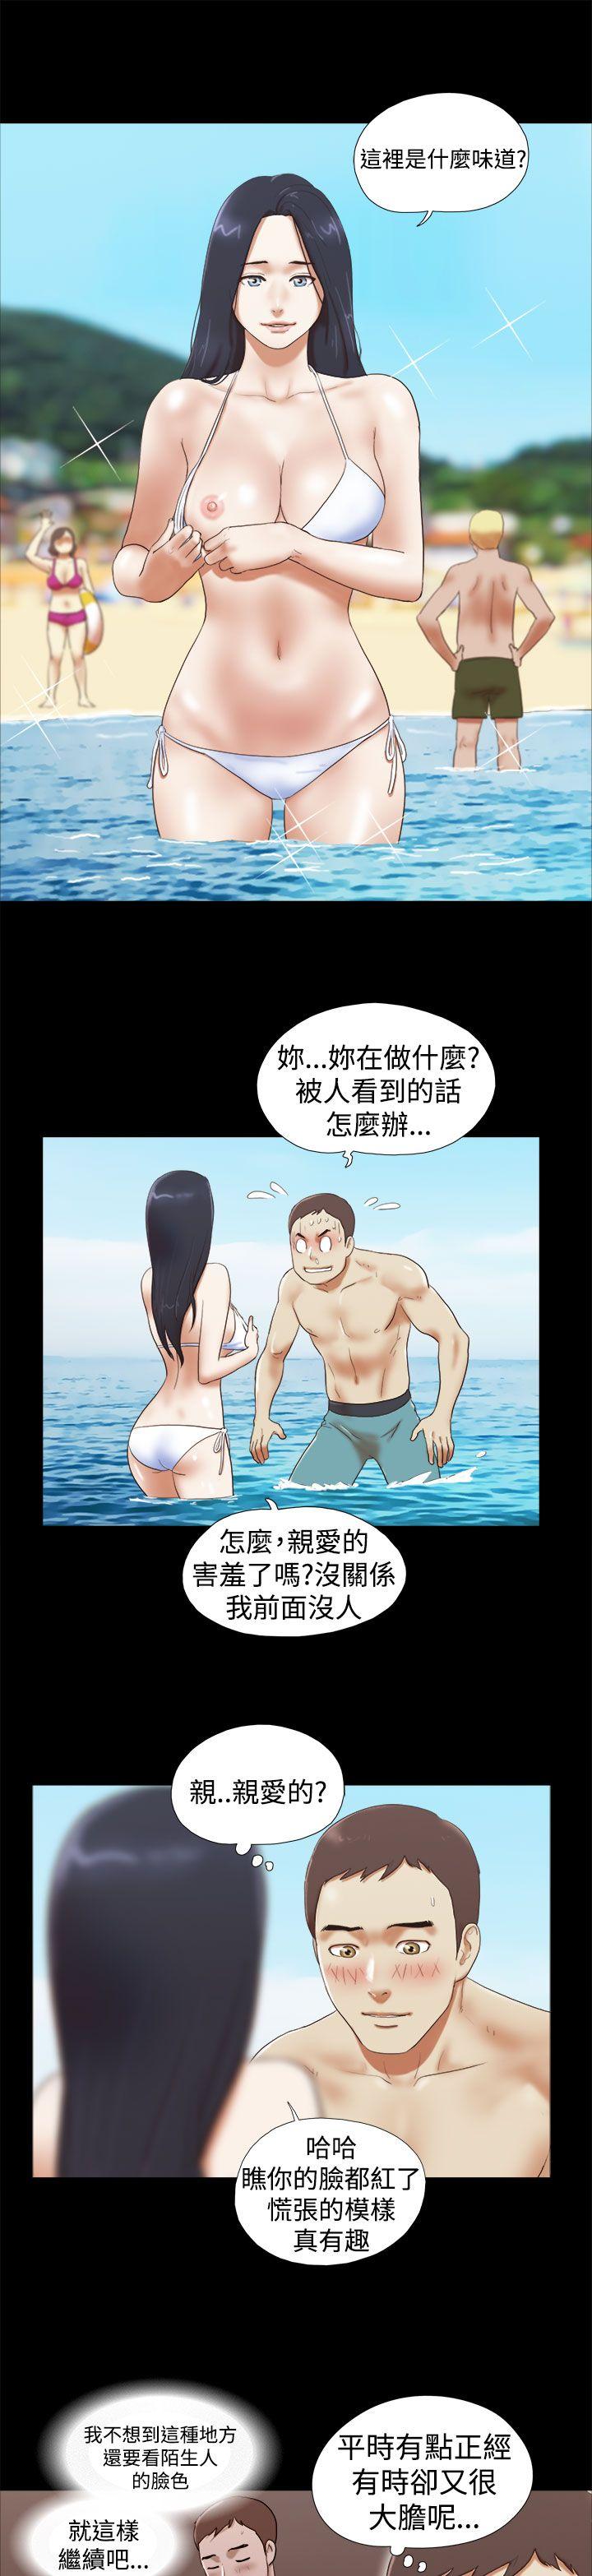 這裡是什麼味道?
妳...妳在做什麼?
被人看到的話
怎麼辦...
怎麼,親愛的
害羞了嗎?沒關係
我前面沒人
親..親愛的?
哈哈
瞧你的臉都紅了
慌張的模樣
真有趣
我不想到這種地方
還要看陌生人
的臉色
平時有點正經
有時卻又很
大膽呢...
就這樣
繼續吧...